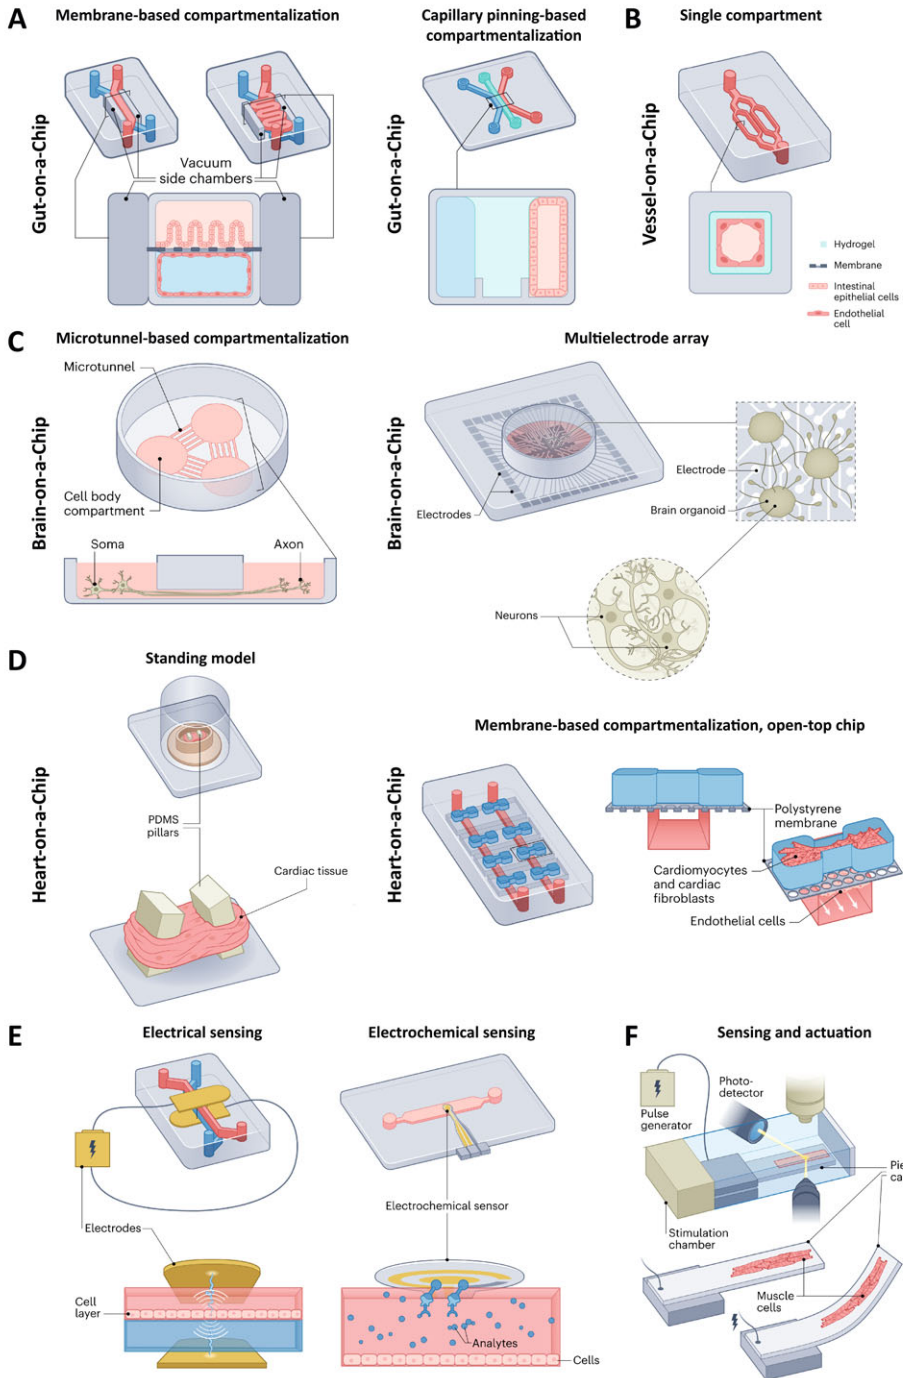 A
Membrane-based compartmentalization
Gut-on-a-Chip
Vacuum
side chambers
Capillary pinning-based
compartmentalization
Gut-on-a-Chip
B
Single compartment
Vessel-on-a-Chip
Hydrogel
Membrane
Intestinal
epithelial cells
Endothelial
cell
C
Microtunnel-based compartmentalization
Brain-on-a-Chip
Microtunnel
Cell body
compartment
Soma
Axon
Multielectrode array
Brain-on-a-Chip
Electrodes
Electrode
Brain organoid
Neurons
D
Standing model
Heart-on-a-Chip
PDMS
pillars
Cardiac tissue
Membrane-based compartmentalization, open-top chip
Heart-on-a-Chip
Polystyrene
membrane
Cardiomyocytes
and cardiac
fibroblasts
Endothelial cells
E
Electrical sensing
Electrodes
Cell
layer
Electrochemical sensing
Electrochemical sensor
Analytes
Cells
F
Sensing and actuation
Photo-
detector
Pulse
generator
Pie
ca
Stimulation
chamber
Muscle
cells